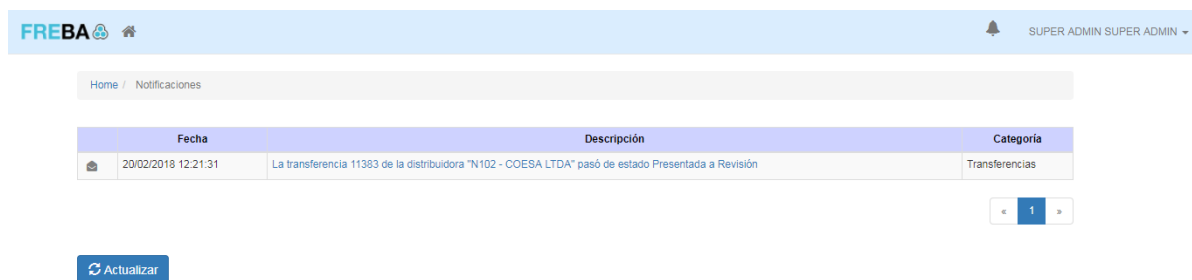 FREBA
SUPER ADMIN SUPER ADMIN
Home / Notificaciones
Fecha Descripción Categoría
20/02/2018 12:21:31 La transferencia 11383 de la distribuidora "N102 - COESA LTDA" pasó de estado Presentada a Revisión Transferencias
« 1 »
Actualizar